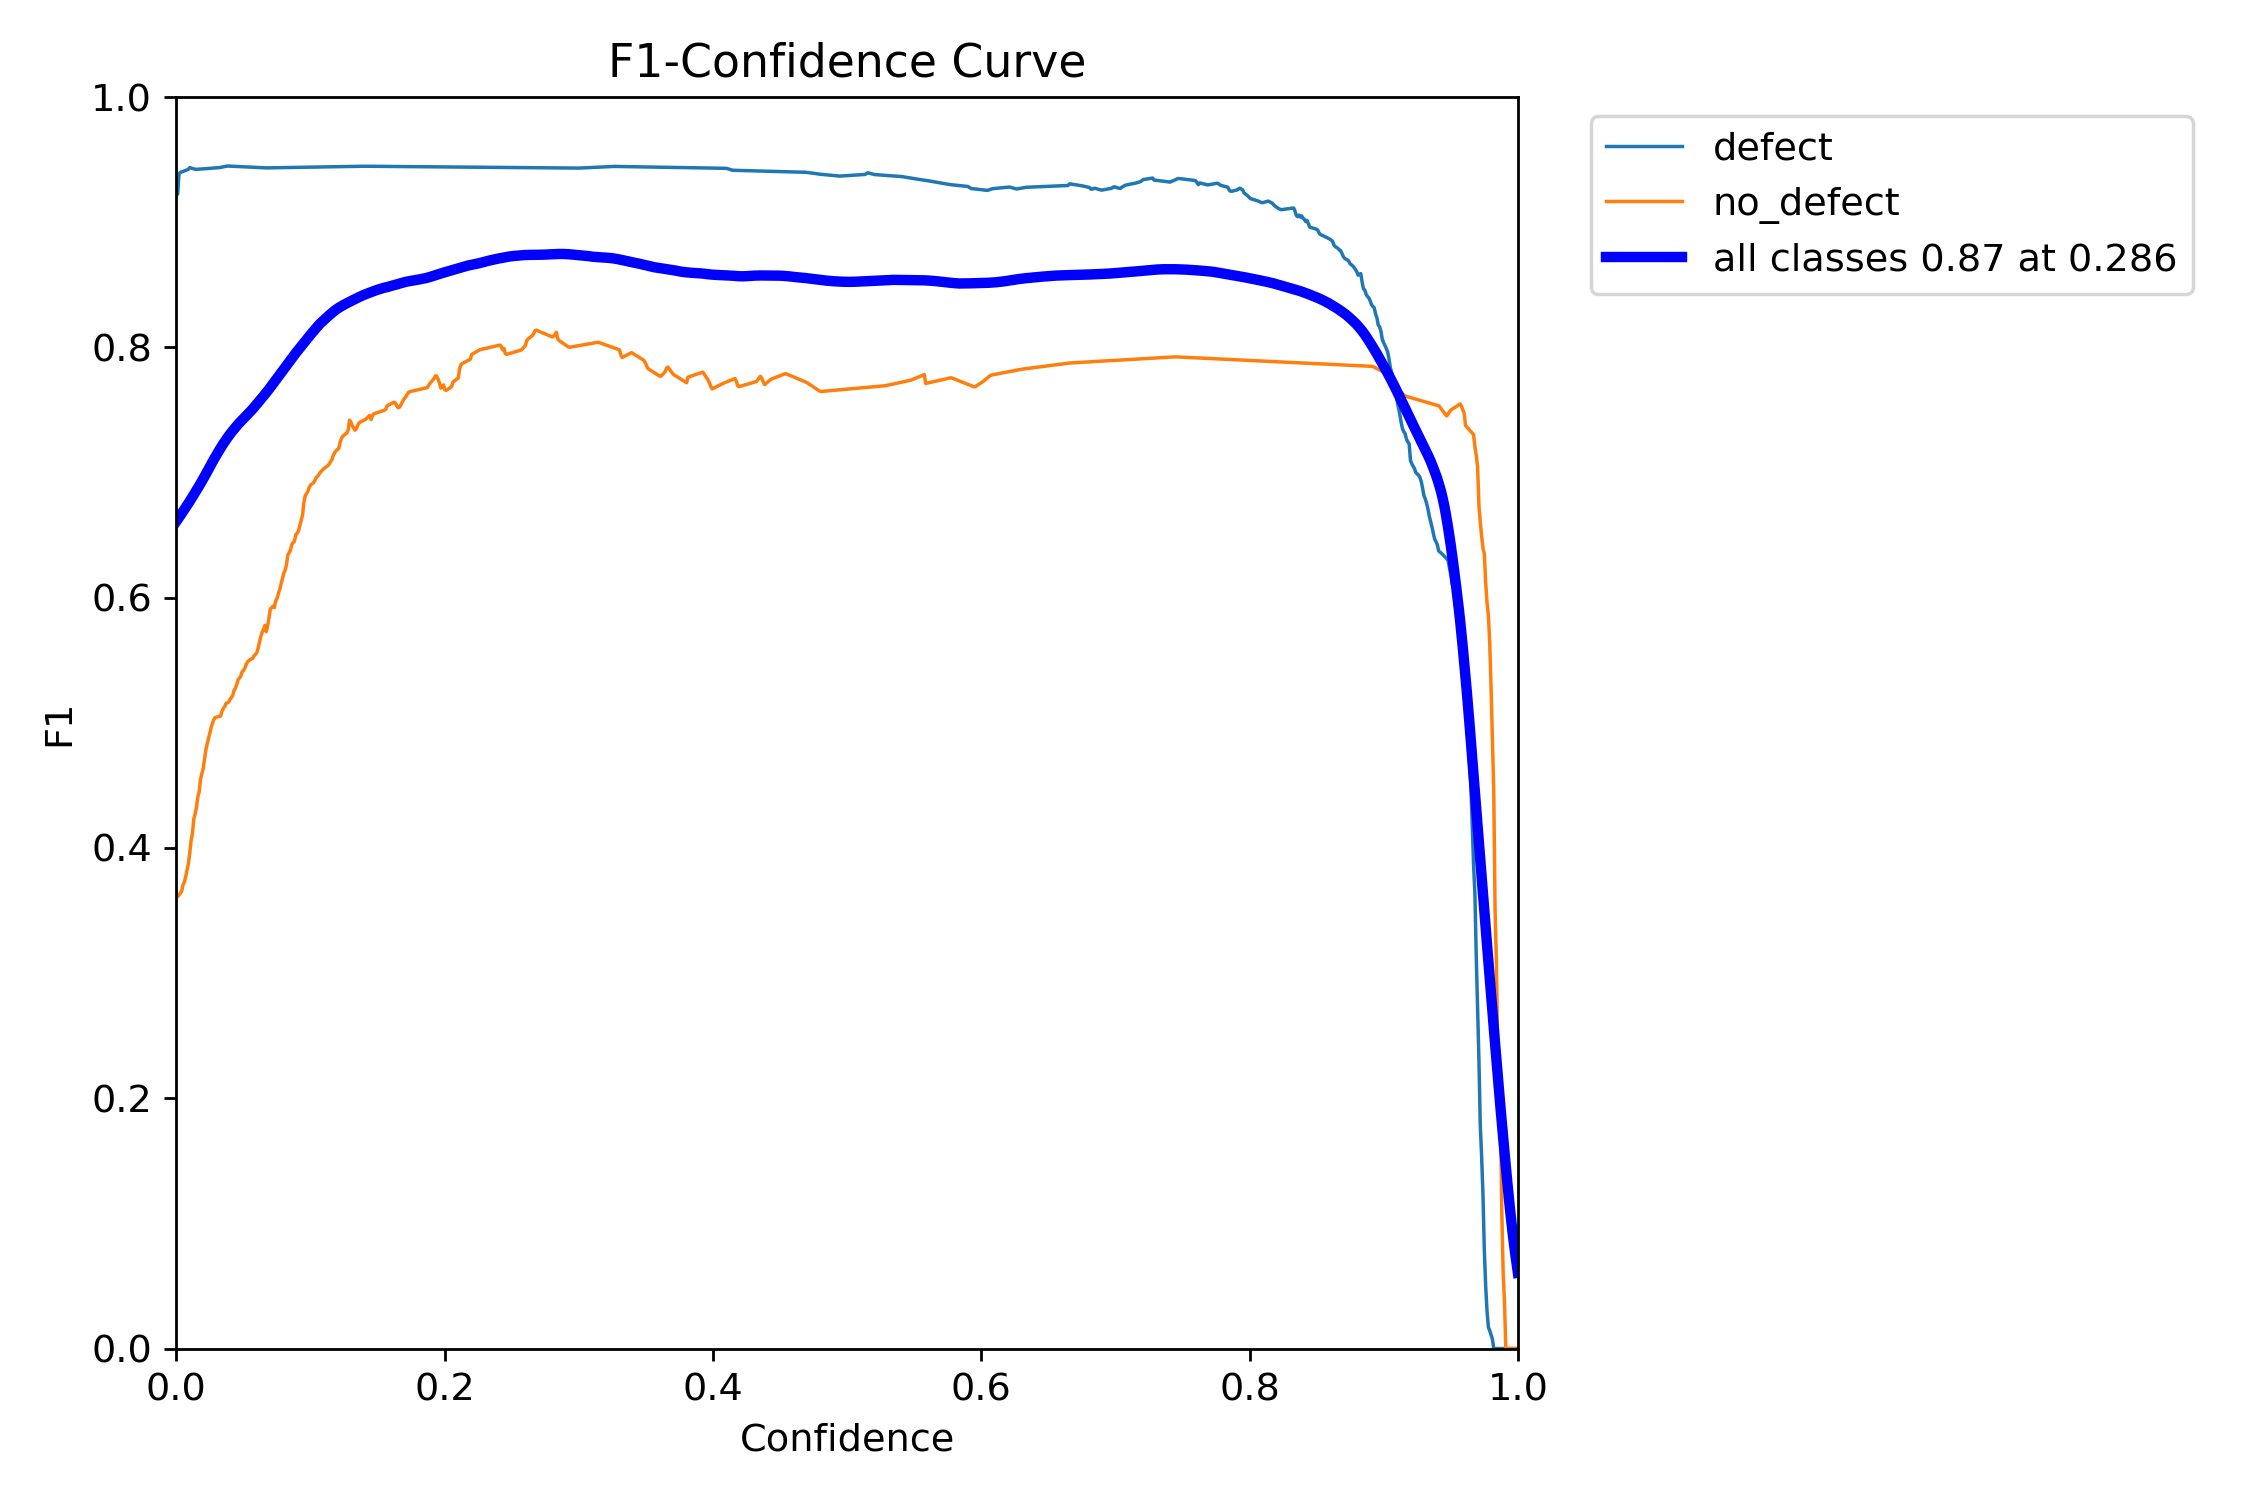 F1-Confidence Curve
1.0
0.8
0.6
0.4
0.2
0.0
F1
0.0 0.2 0.4 0.6 0.8 1.0
Confidence
defect
no_defect
all classes 0.87 at 0.286